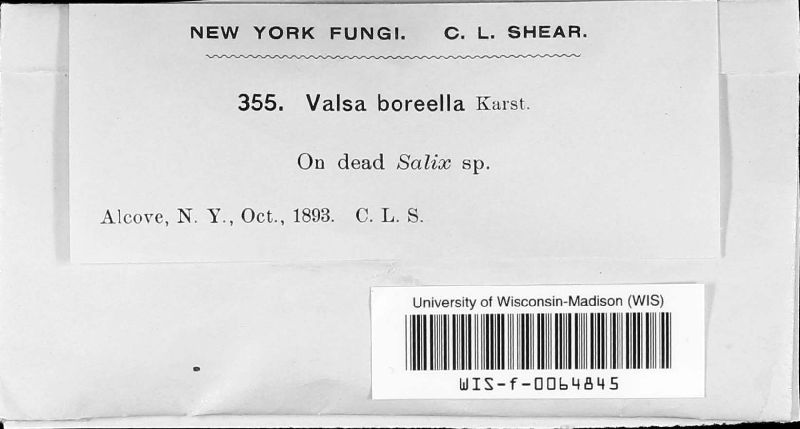 NEW YORK FUNGI. C. L. SHEAR.
355. Valsa boreella Karst.
On dead Salix sp.
Alcove, N. Y., Oct., 1893. C. L. S.
University of Wisconsin-Madison (WIS)
WIS-f-0064845